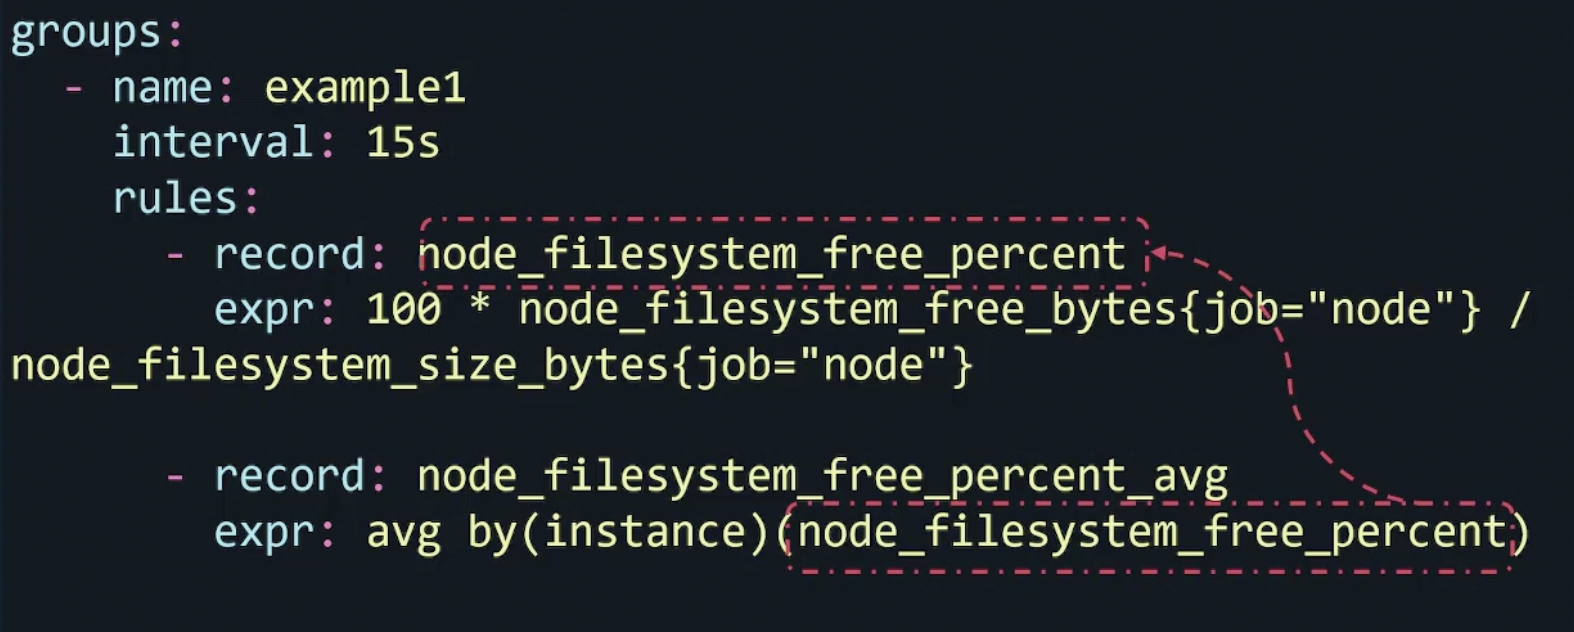 groups:
  - name: example1
    interval: 15s
    rules:
      - record: node_filesystem_free_percent
        expr: 100 * node_filesystem_free_bytes{job="node"} /
node_filesystem_size_bytes{job="node"}
      - record: node_filesystem_free_percent_avg
        expr: avg by(instance)(node_filesystem_free_percent)